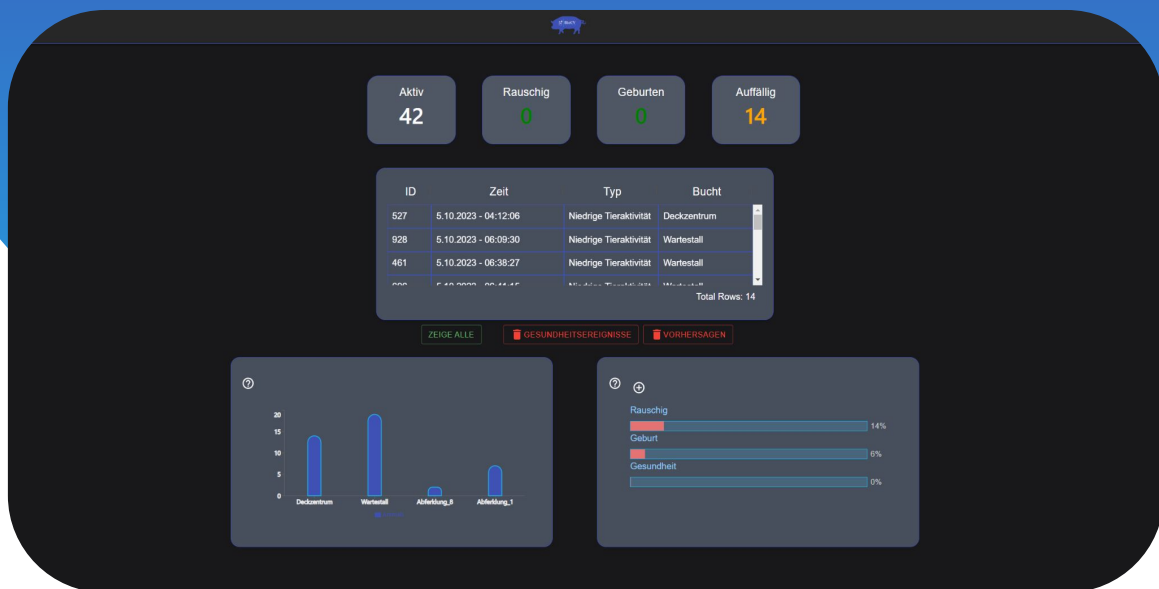 Aktiv Rauschig Geburten Auffällig
42 0 0 14
ID Zeit Typ Bucht
527 5.10.2023 - 04:12:06 Niedrige Tieraktivität Deckzentrum
928 5.10.2023 - 06:09:30 Niedrige Tieraktivität Wartestall
461 5.10.2023 - 06:38:27 Niedrige Tieraktivität Wartestall
Total Rows: 14
ZEIGE ALLE GESUNDHEITSEREIGNISSE VORHERSAGEN
20
15
10
5
0
Deckzentrum Wartestall Abferklung_8 Abferklung_1
Rauschig
14%
Geburt
6%
Gesundheit
0%